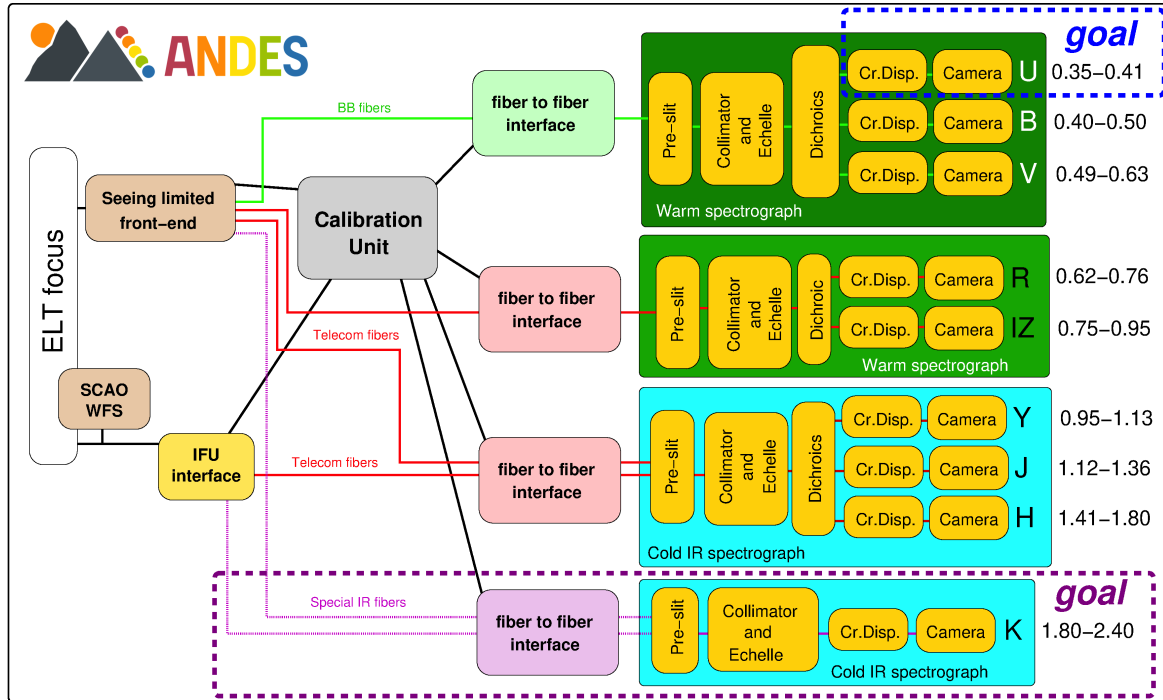 ANDES
goal
BB fibers
fiber to fiber
interface
Pre-slit
Collimator
and
Echelle
Dichroics
Cr.Disp.
Camera
U
0.35-0.41
Cr.Disp.
Camera
B
0.40-0.50
Cr.Disp.
Camera
V
0.49-0.63
Warm spectrograph
ELT focus
Seeing limited
front-end
Calibration
Unit
fiber to fiber
interface
Pre-slit
Collimator
and
Echelle
Dichroic
Cr.Disp.
Camera
R
0.62-0.76
Cr.Disp.
Camera
IZ
0.75-0.95
Warm spectrograph
Telecom fibers
SCAO
WFS
IFU
interface
Telecom fibers
fiber to fiber
interface
Pre-slit
Collimator
and
Echelle
Dichroics
Cr.Disp.
Camera
Y
0.95-1.13
Cr.Disp.
Camera
J
1.12-1.36
Cr.Disp.
Camera
H
1.41-1.80
Cold IR spectrograph
goal
Special IR fibers
fiber to fiber
interface
Pre-slit
Collimator
and
Echelle
Cr.Disp.
Camera
K
1.80-2.40
Cold IR spectrograph